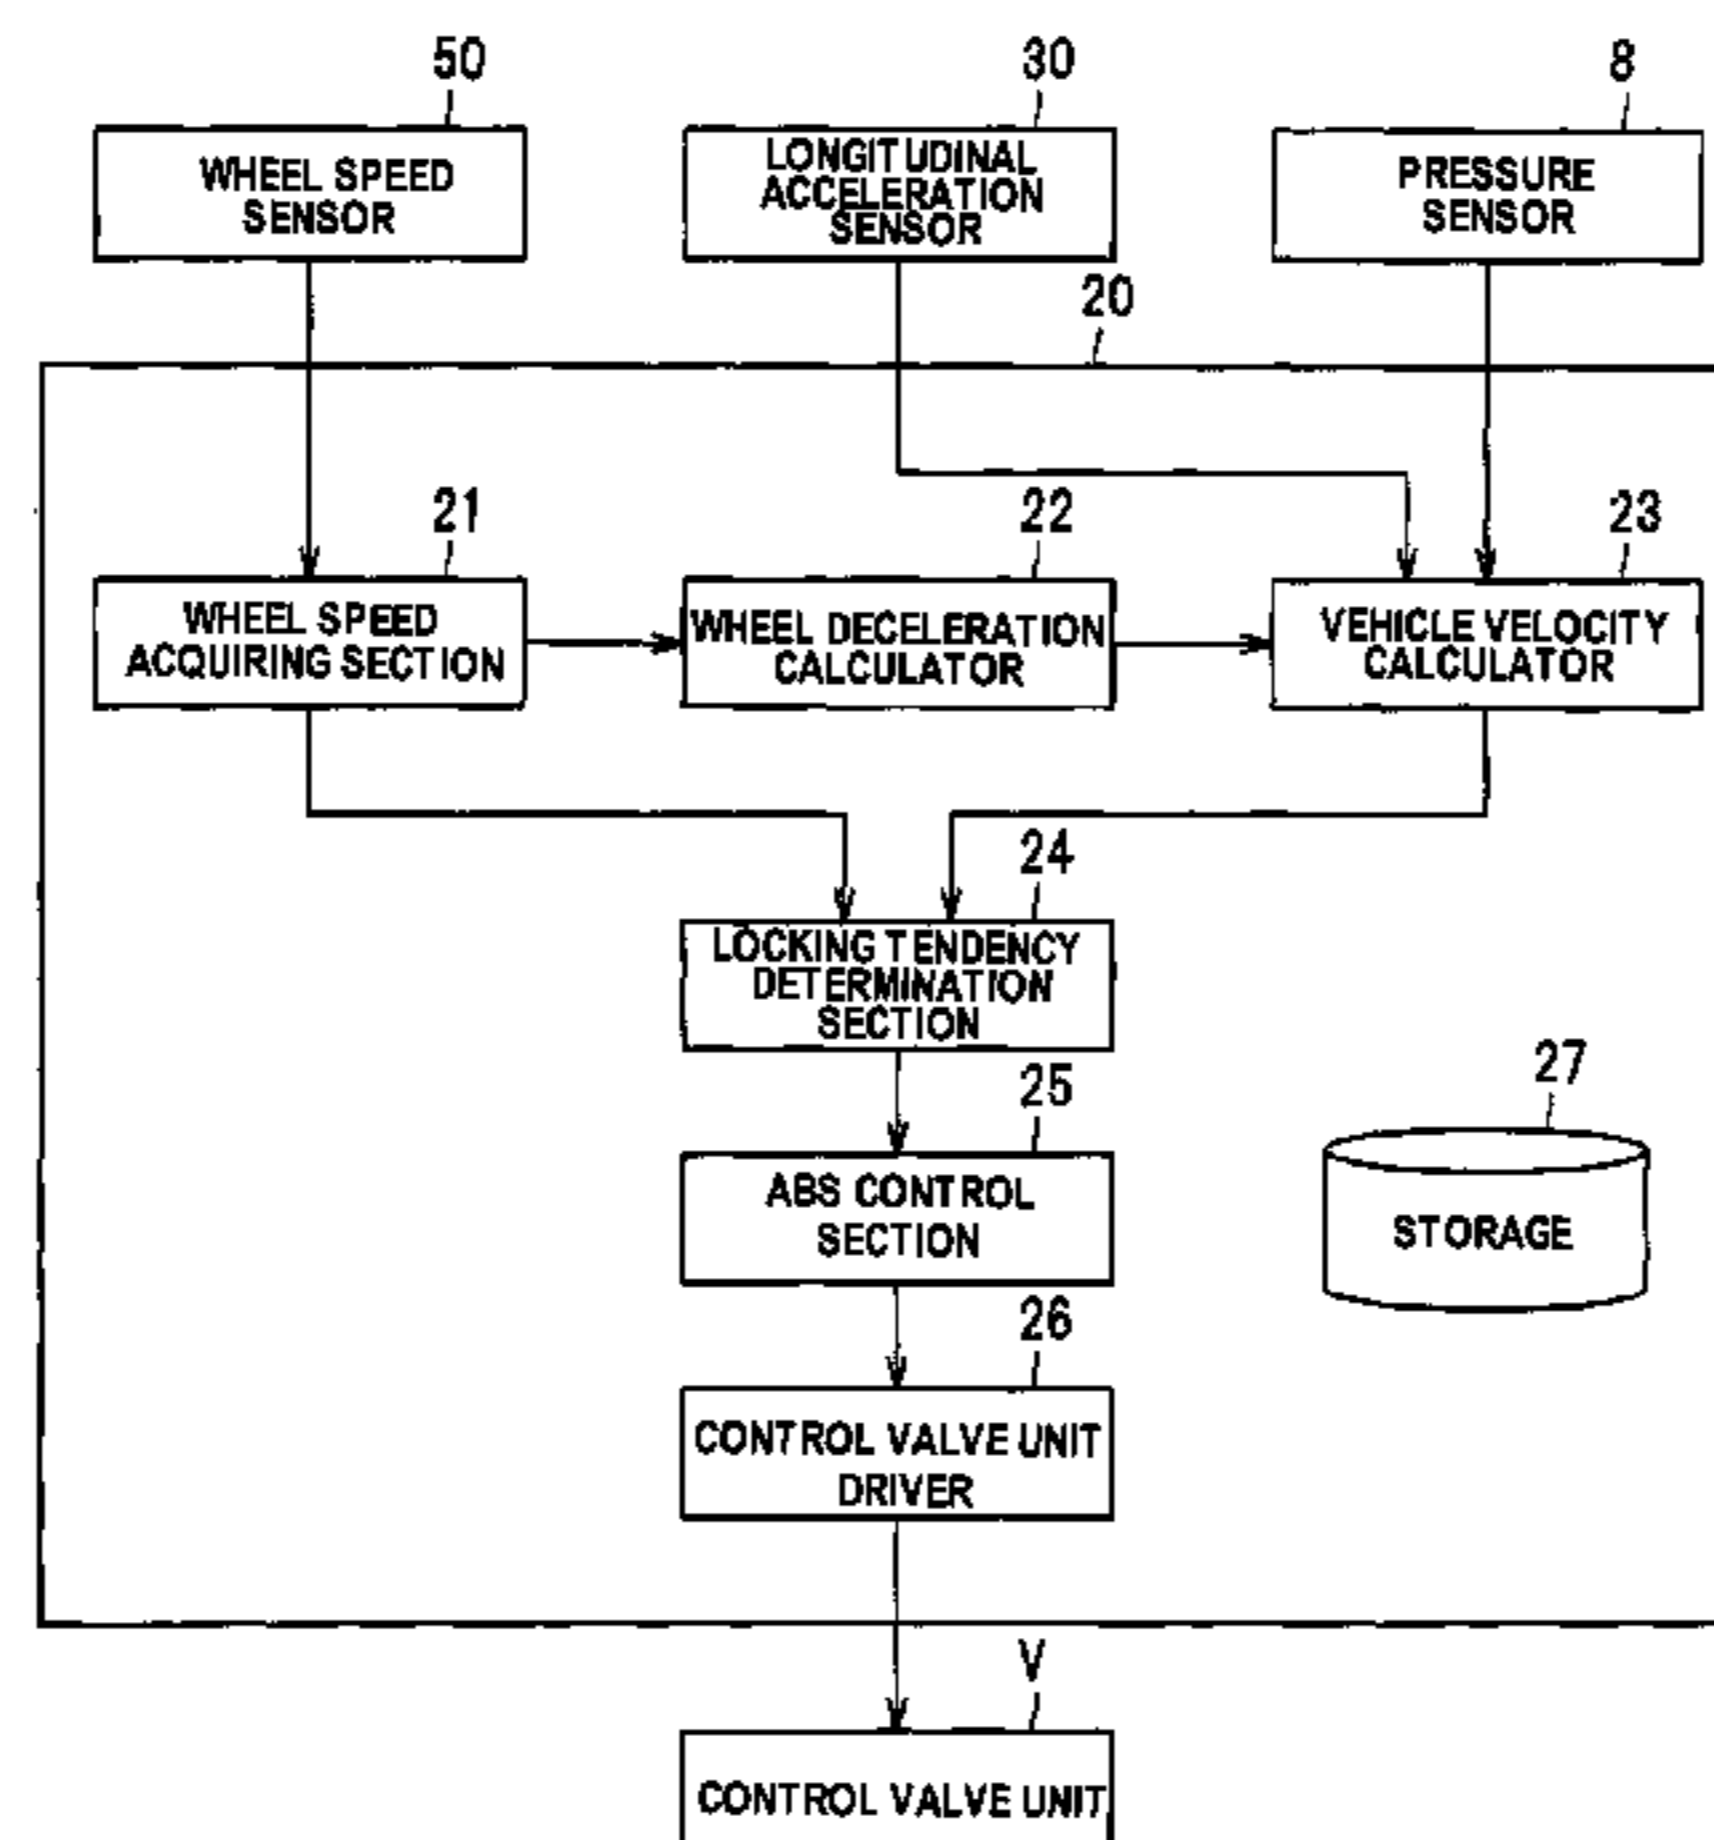 50
30
8
WHEEL SPEED
SENSOR
LONGITUDINAL
ACCELERATION
SENSOR
PRESSURE
SENSOR
20
21
22
23
WHEEL SPEED
ACQUIRING SECTION
WHEEL DECELERATION
CALCULATOR
VEHICLE VELOCITY
CALCULATOR
24
LOCKING TENDENCY
DETERMINATION
SECTION
25
27
ABS CONTROL
SECTION
STORAGE
26
CONTROL VALVE UNIT
DRIVER
V
CONTROL VALVE UNIT